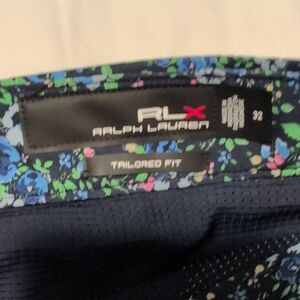 RLX
RALPH LAUREN
32
TAILORED FIT